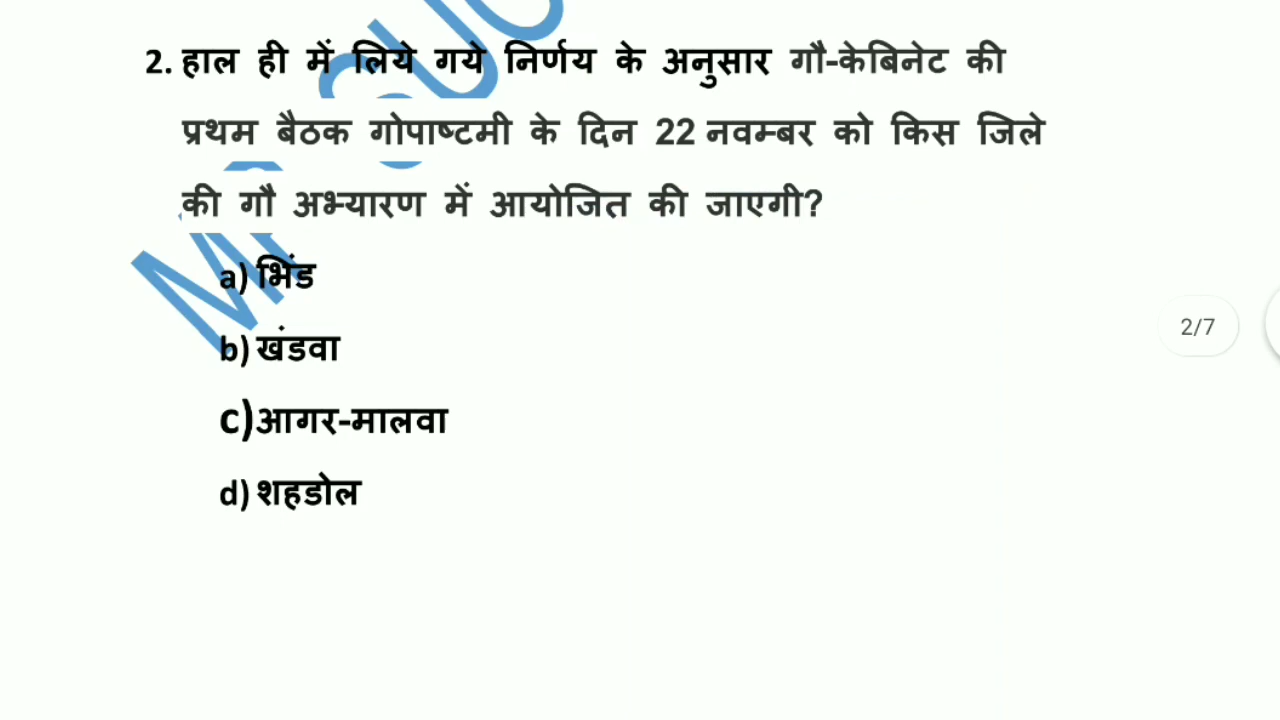 2. हाल ही में लिये गये निर्णय के अनुसार गौ-केबिनेट की
प्रथम बैठक गोपाष्टमी के दिन 22 नवम्बर को किस जिले
की गौ अभ्यारण में आयोजित की जाएगी?
a) भिंड
b) खंडवा
2/7
c)आगर-मालवा
d) शहडोल